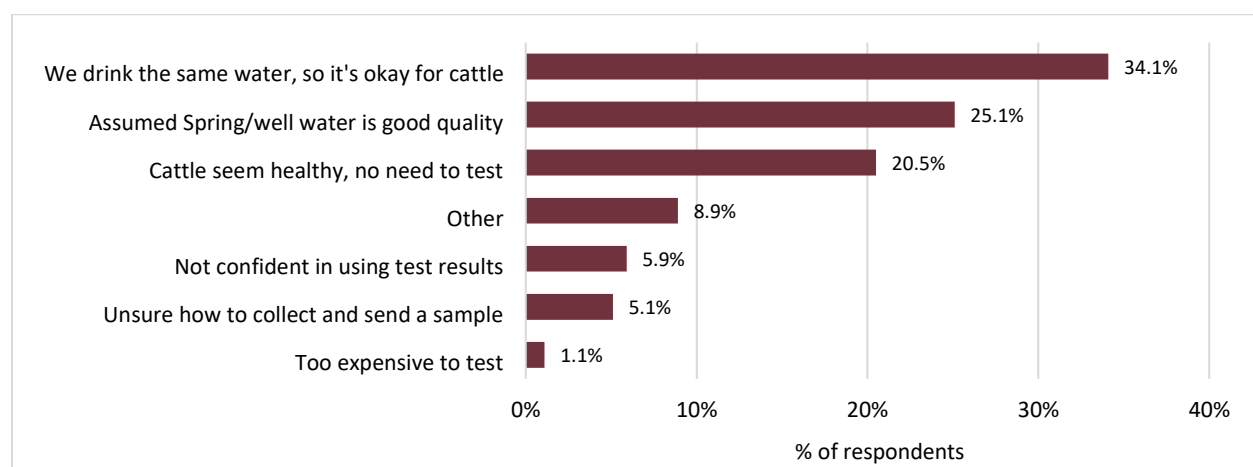 We drink the same water, so it's okay for cattle
34.1%
Assumed Spring/well water is good quality
25.1%
Cattle seem healthy, no need to test
20.5%
Other
8.9%
Not confident in using test results
5.9%
Unsure how to collect and send a sample
5.1%
Too expensive to test
1.1%
0%
10%
20%
30%
40%
% of respondents